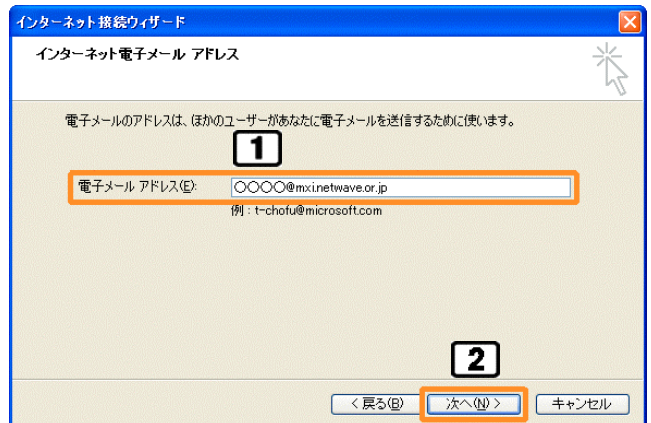 インターネット接続ウィザード
インターネット電子メール アドレス
電子メールのアドレスは、ほかのユーザーがあなたに電子メールを送信するために使います。
1
電子メール アドレス(E): 〇〇〇〇@mxi.netwave.or.jp
例 : t-chofu@microsoft.com
2
< 戻る(B) 次へ(N) > キャンセル